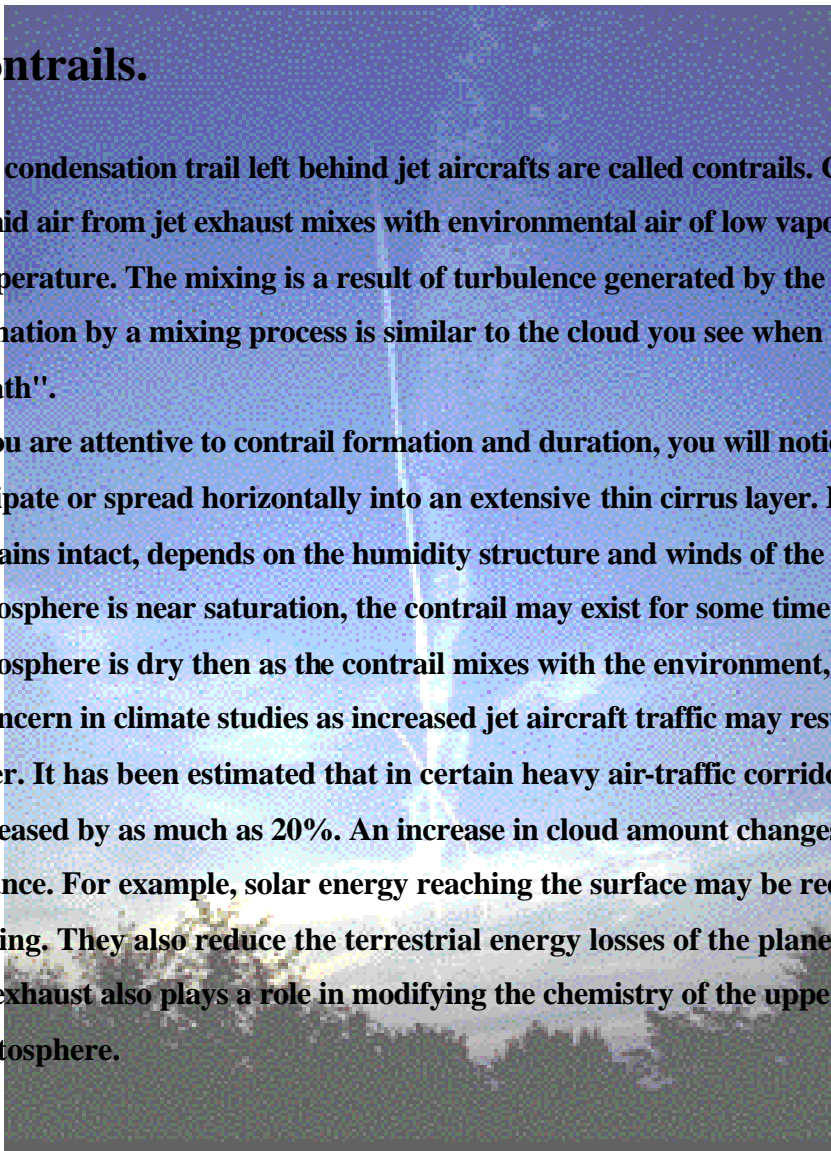 ntrails.
condensation trail left behind jet aircrafts are called contrails. C
id air from jet exhaust mixes with environmental air of low vapo
perature. The mixing is a result of turbulence generated by the
nation by a mixing process is similar to the cloud you see when
ath".
ou are attentive to contrail formation and duration, you will notic
ipate or spread horizontally into an extensive thin cirrus layer.
ains intact, depends on the humidity structure and winds of the
osphere is near saturation, the contrail may exist for some time
osphere is dry then as the contrail mixes with the environment,
ncern in climate studies as increased jet aircraft traffic may resu
er. It has been estimated that in certain heavy air-traffic corrido
eased by as much as 20%. An increase in cloud amount changes
nce. For example, solar energy reaching the surface may be red
ing. They also reduce the terrestrial energy losses of the plane
exhaust also plays a role in modifying the chemistry of the uppe
tosphere.